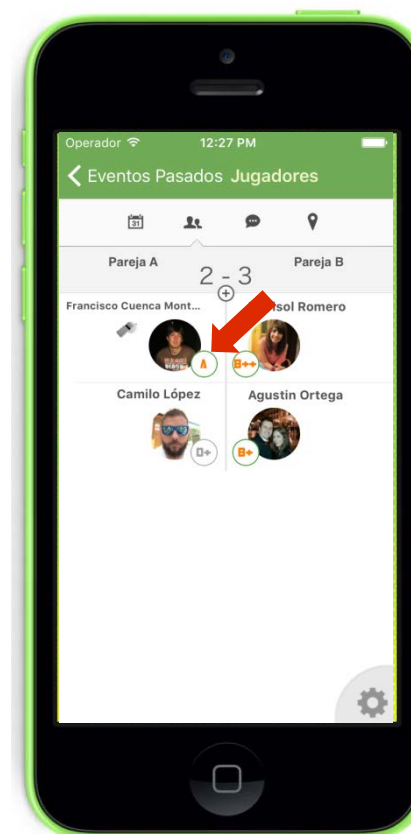 Operador 12:27 PM
Eventos Pasados Jugadores
31
Pareja A 2 - 3 Pareja B
Francisco Cuenca Mont... sol Romero
A B++
Camilo López Agustin Ortega
D+ B+